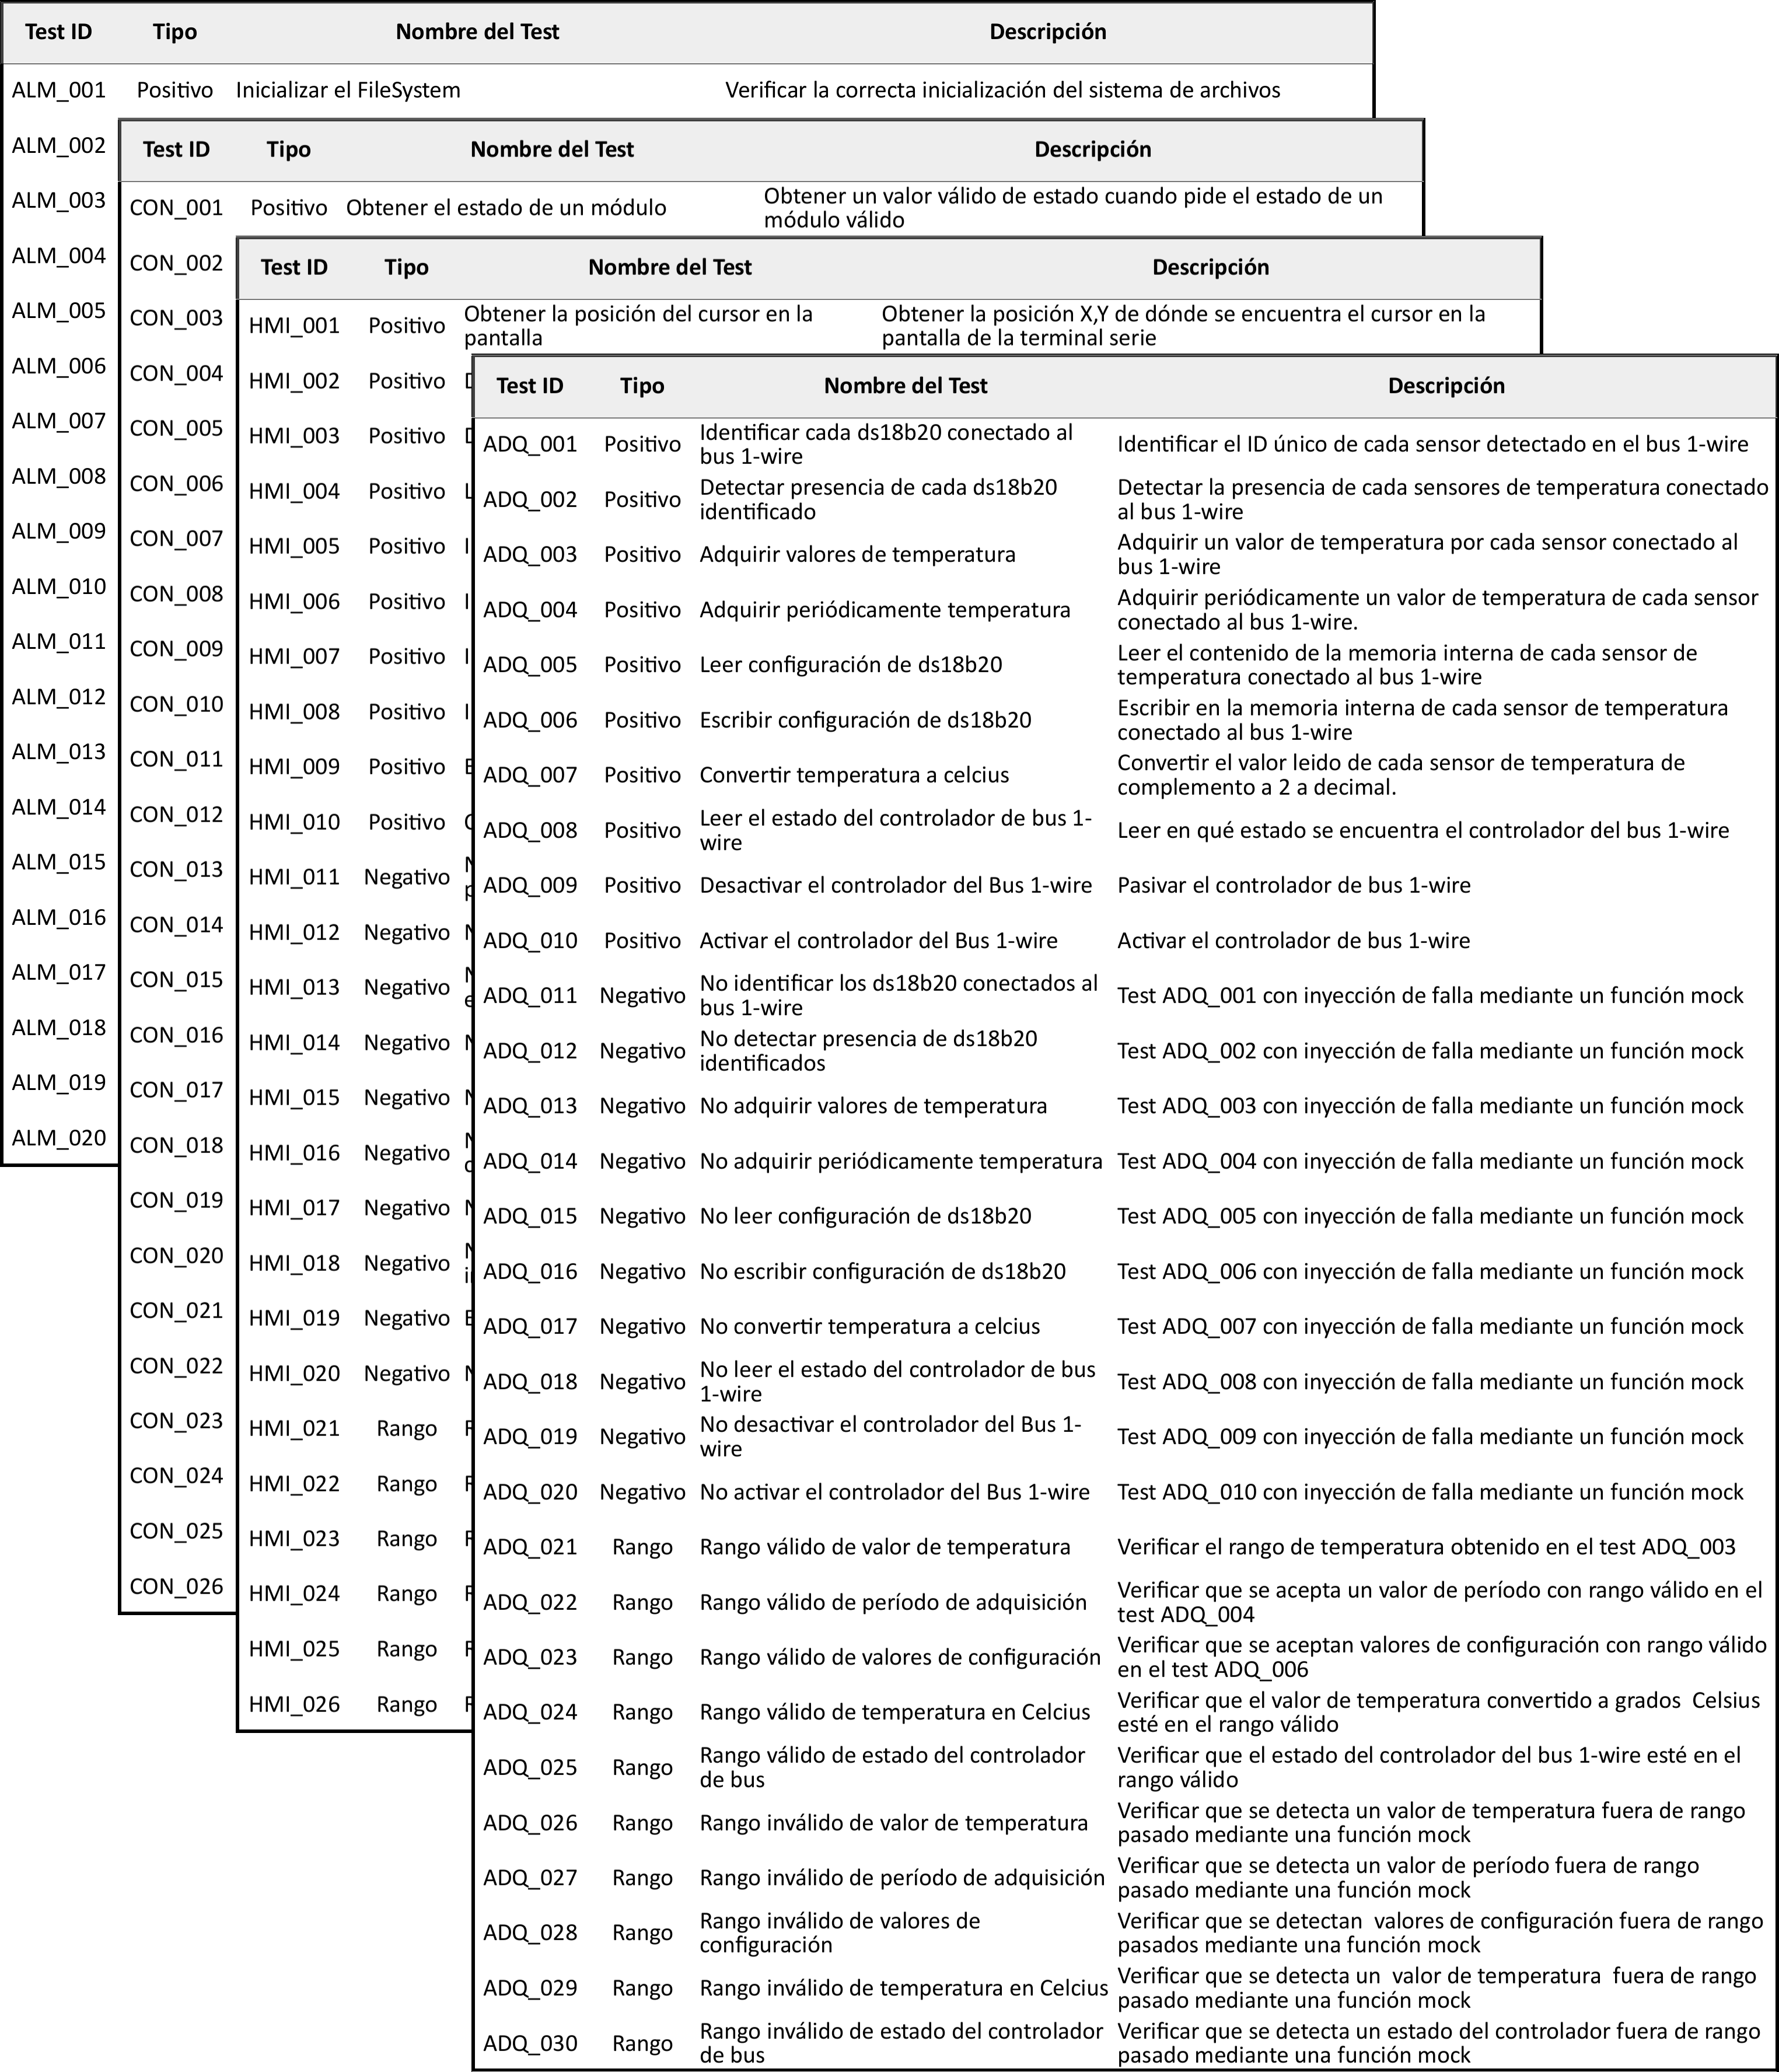 Test ID Tipo Nombre del Test Descripción
ALM_001 Positivo Inicializar el FileSystem Verificar la correcta inicialización del sistema de archivos
ALM_002
ALM_003
ALM_004
ALM_005
ALM_006
ALM_007
ALM_008
ALM_009
ALM_010
ALM_011
ALM_012
ALM_013
ALM_014
ALM_015
ALM_016
ALM_017
ALM_018
ALM_019
ALM_020
Test ID Tipo Nombre del Test Descripción
CON_001 Positivo Obtener el estado de un módulo Obtener un valor válido de estado cuando pide el estado de un
módulo válido
CON_002
CON_003
CON_004
CON_005
CON_006
CON_007
CON_008
CON_009
CON_010
CON_011
CON_012
CON_013
CON_014
CON_015
CON_016
CON_017
CON_018
CON_019
CON_020
CON_021
CON_022
CON_023
CON_024
CON_025
CON_026
Test ID Tipo Nombre del Test Descripción
HMI_001 Positivo Obtener la posición del cursor en la
pantalla
Obtener la posición X,Y de dónde se encuentra el cursor en la
pantalla de la terminal serie
HMI_002 Positivo
HMI_003 Positivo
HMI_004 Positivo
HMI_005 Positivo
HMI_006 Positivo
HMI_007 Positivo
HMI_008 Positivo
HMI_009 Positivo
HMI_010 Positivo
HMI_011 Negativo
HMI_012 Negativo
HMI_013 Negativo
HMI_014 Negativo
HMI_015 Negativo
HMI_016 Negativo
HMI_017 Negativo
HMI_018 Negativo
HMI_019 Negativo
HMI_020 Negativo
HMI_021 Rango
HMI_022 Rango
HMI_023 Rango
HMI_024 Rango
HMI_025 Rango
HMI_026 Rango
Test ID Tipo Nombre del Test Descripción
ADQ_001 Positivo Identificar cada ds18b20 conectado al
bus 1-wire
Identificar el ID único de cada sensor detectado en el bus 1-wire
ADQ_002 Positivo Detectar presencia de cada ds18b20
identificado
Detectar la presencia de cada sensores de temperatura conectado
al bus 1-wire
ADQ_003 Positivo Adquirir valores de temperatura Adquirir un valor de temperatura por cada sensor conectado al
bus 1-wire
ADQ_004 Positivo Adquirir periódicamente temperatura Adquirir periódicamente un valor de temperatura de cada sensor
conectado al bus 1-wire.
ADQ_005 Positivo Leer configuración de ds18b20 Leer el contenido de la memoria interna de cada sensor de
temperatura conectado al bus 1-wire
ADQ_006 Positivo Escribir configuración de ds18b20 Escribir en la memoria interna de cada sensor de temperatura
conectado al bus 1-wire
ADQ_007 Positivo Convertir temperatura a celcius Convertir el valor leido de cada sensor de temperatura de
complemento a 2 a decimal.
ADQ_008 Positivo Leer el estado del controlador de bus 1-
wire
Leer en qué estado se encuentra el controlador del bus 1-wire
ADQ_009 Positivo Desactivar el controlador del Bus 1-wire Pasivar el controlador de bus 1-wire
ADQ_010 Positivo Activar el controlador del Bus 1-wire Activar el controlador de bus 1-wire
ADQ_011 Negativo No identificar los ds18b20 conectados al
bus 1-wire
Test ADQ_001 con inyección de falla mediante un función mock
ADQ_012 Negativo No detectar presencia de ds18b20
identificados
Test ADQ_002 con inyección de falla mediante un función mock
ADQ_013 Negativo No adquirir valores de temperatura Test ADQ_003 con inyección de falla mediante un función mock
ADQ_014 Negativo No adquirir periódicamente temperatura Test ADQ_004 con inyección de falla mediante un función mock
ADQ_015 Negativo No leer configuración de ds18b20 Test ADQ_005 con inyección de falla mediante un función mock
ADQ_016 Negativo No escribir configuración de ds18b20 Test ADQ_006 con inyección de falla mediante un función mock
ADQ_017 Negativo No convertir temperatura a celcius Test ADQ_007 con inyección de falla mediante un función mock
ADQ_018 Negativo No leer el estado del controlador de bus
1-wire
Test ADQ_008 con inyección de falla mediante un función mock
ADQ_019 Negativo No desactivar el controlador del Bus 1-
wire
Test ADQ_009 con inyección de falla mediante un función mock
ADQ_020 Negativo No activar el controlador del Bus 1-wire Test ADQ_010 con inyección de falla mediante un función mock
ADQ_021 Rango Rango válido de valor de temperatura Verificar el rango de temperatura obtenido en el test ADQ_003
ADQ_022 Rango Rango válido de período de adquisición Verificar que se acepta un valor de período con rango válido en el
test ADQ_004
ADQ_023 Rango Rango válido de valores de configuración Verificar que se aceptan valores de configuración con rango válido
en el test ADQ_006
ADQ_024 Rango Rango válido de temperatura en Celcius Verificar que el valor de temperatura convertido a grados Celsius
esté en el rango válido
ADQ_025 Rango Rango válido de estado del controlador
de bus
Verificar que el estado del controlador del bus 1-wire esté en el
rango válido
ADQ_026 Rango Rango inválido de valor de temperatura Verificar que se detecta un valor de temperatura fuera de rango
pasado mediante una función mock
ADQ_027 Rango Rango inválido de período de adquisición Verificar que se detecta un valor de período fuera de rango
pasado mediante una función mock
ADQ_028 Rango Rango inválido de valores de
configuración
Verificar que se detectan valores de configuración fuera de rango
pasados mediante una función mock
ADQ_029 Rango Rango inválido de temperatura en Celcius Verificar que se detecta un valor de temperatura fuera de rango
pasado mediante una función mock
ADQ_030 Rango Rango inválido de estado del controlador
de bus
Verificar que se detecta un estado del controlador fuera de rango
pasado mediante una función mock